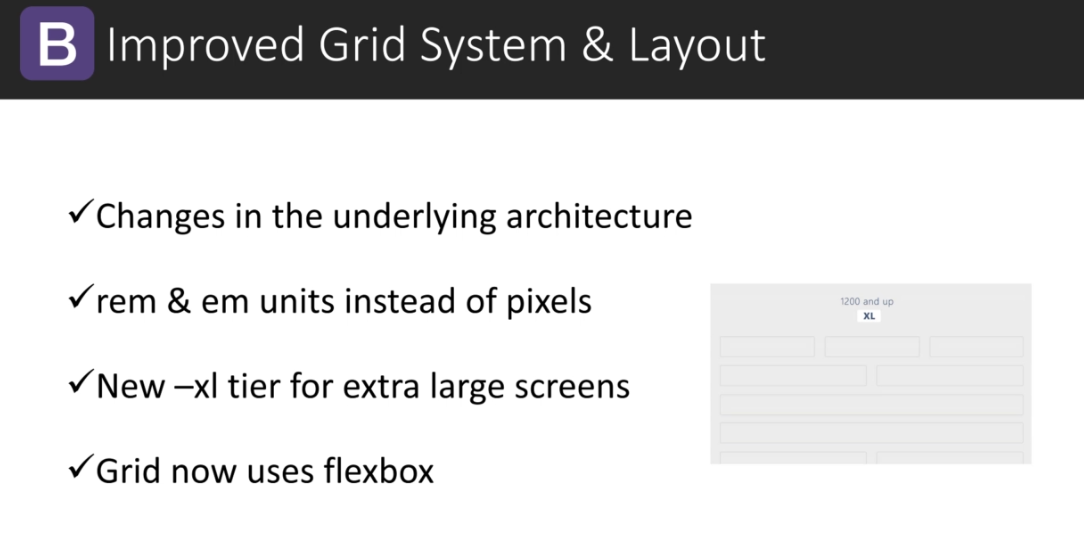 B Improved Grid System & Layout
✓Changes in the underlying architecture
✓rem & em units instead of pixels
✓New –xl tier for extra large screens
✓Grid now uses flexbox
1200 and up
XL